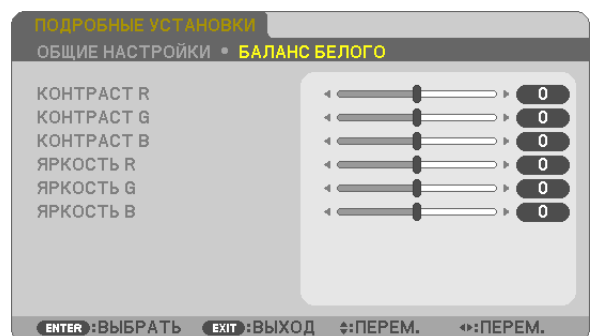 ПОДРОБНЫЕ УСТАНОВКИ
ОБЩИЕ НАСТРОЙКИ • БАЛАНС БЕЛОГО
КОНТРАСТ R 0
КОНТРАСТ G 0
КОНТРАСТ B 0
ЯРКОСТЬ R 0
ЯРКОСТЬ G 0
ЯРКОСТЬ B 0
ENTER :ВЫБРАТЬ EXIT :ВЫХОД :ПЕРЕМ. :ПЕРЕМ.